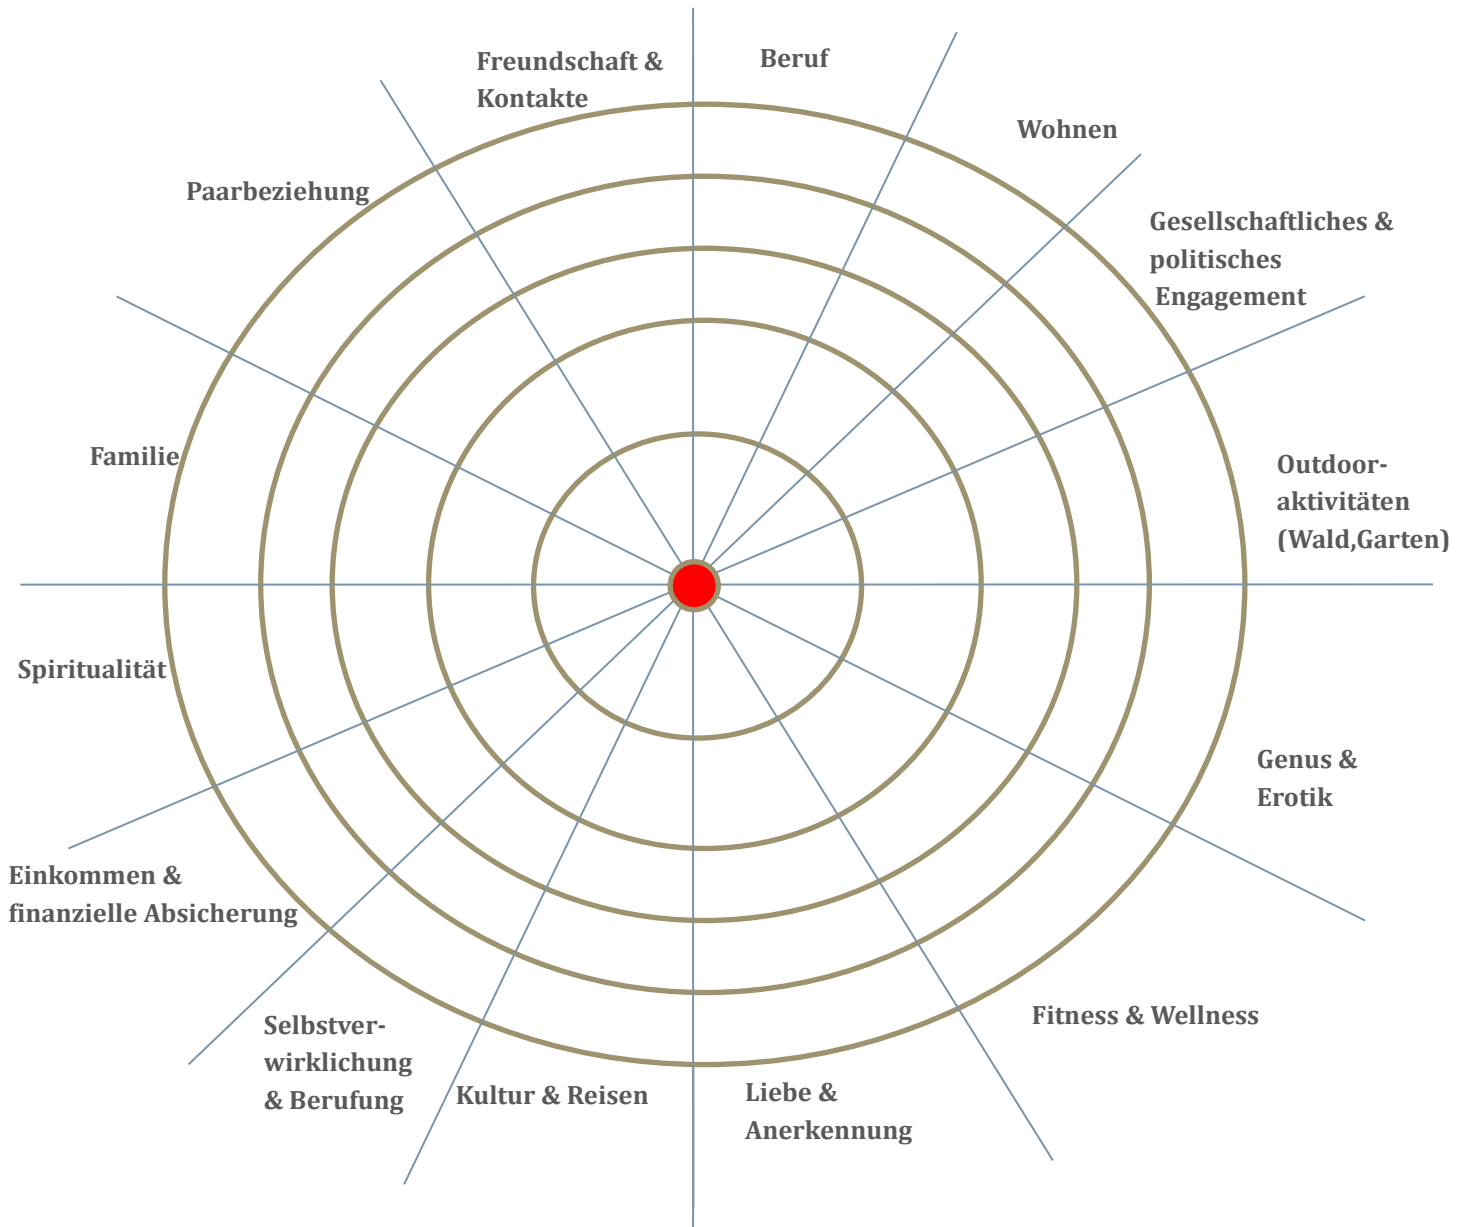 Freundschaft &
Kontakte
Beruf
Wohnen
Paarbeziehung
Gesellschaftliches &
politisches
Engagement
Familie
Outdoor-
aktivitäten
(Wald,Garten)
Spiritualität
Genus &
Erotik
Einkommen &
finanzielle Absicherung
Selbstver-
wirklichung
& Berufung
Kultur & Reisen
Liebe &
Anerkennung
Fitness & Wellness